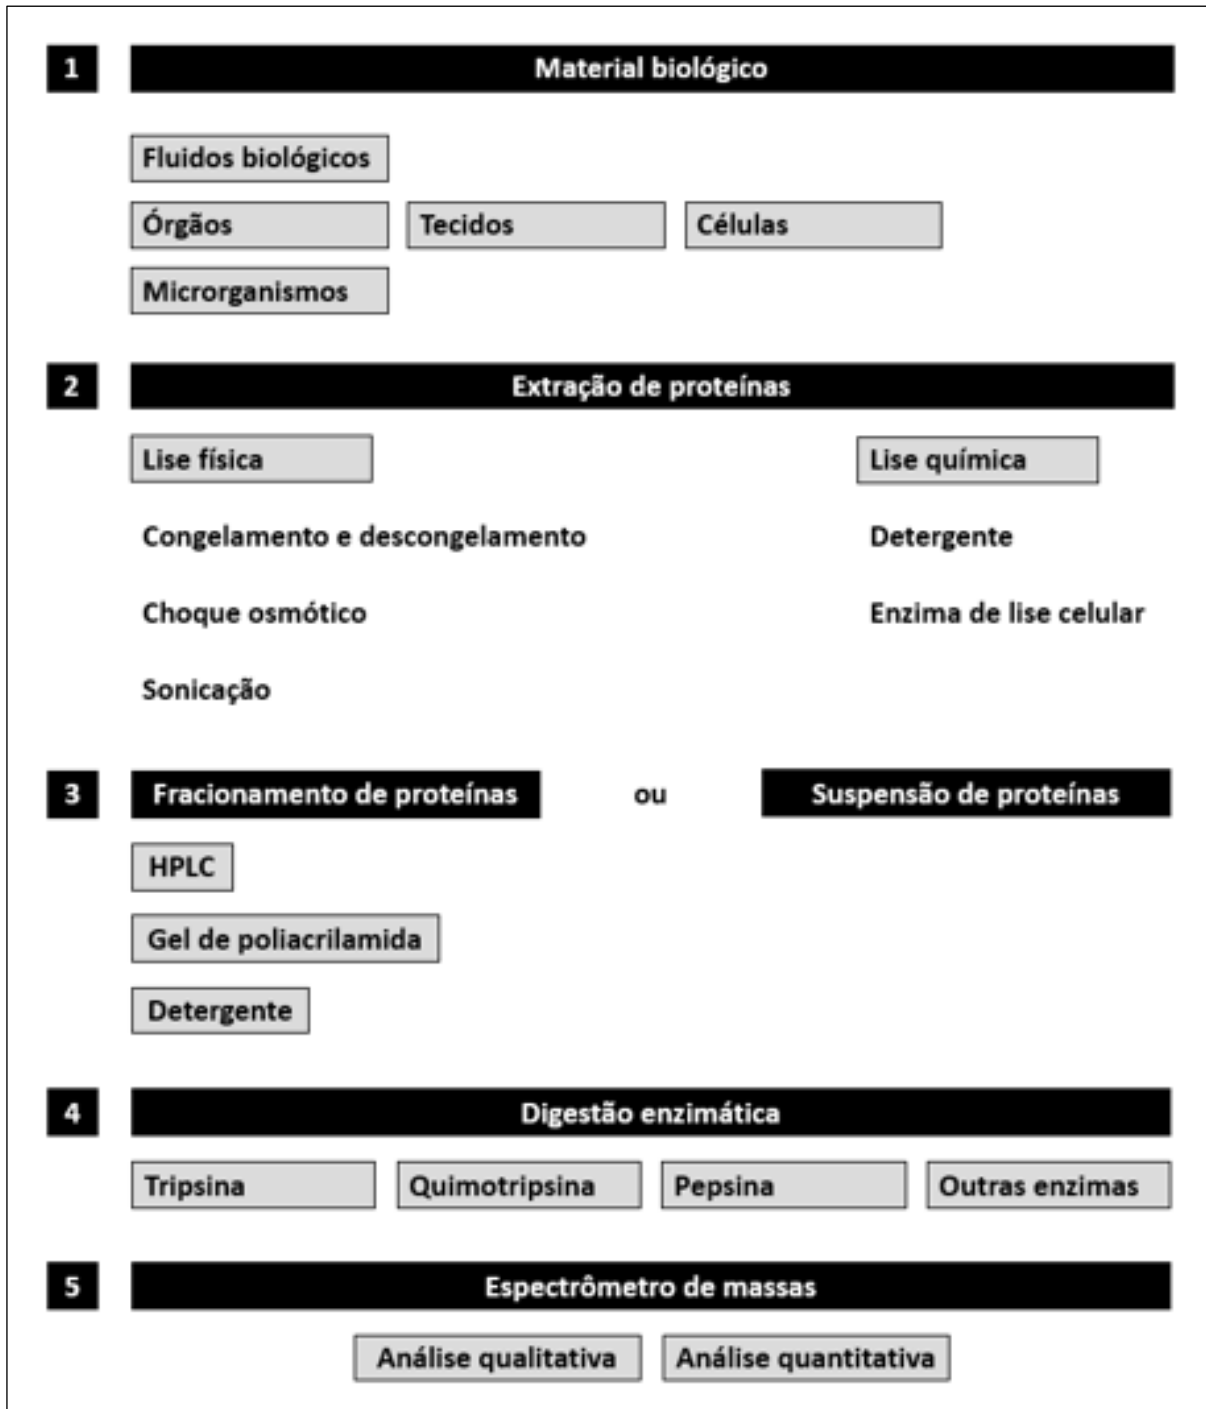 1 Material biológico
Fluidos biológicos
Órgãos Tecidos Células
Microrganismos
2 Extração de proteínas
Lise física Lise química
Congelamento e descongelamento Detergente
Choque osmótico Enzima de lise celular
Sonicação
3 Fracionamento de proteínas ou Suspensão de proteínas
HPLC
Gel de poliacrilamida
Detergente
4 Digestão enzimática
Tripsina Quimotripsina Pepsina Outras enzimas
5 Espectrômetro de massas
Análise qualitativa Análise quantitativa